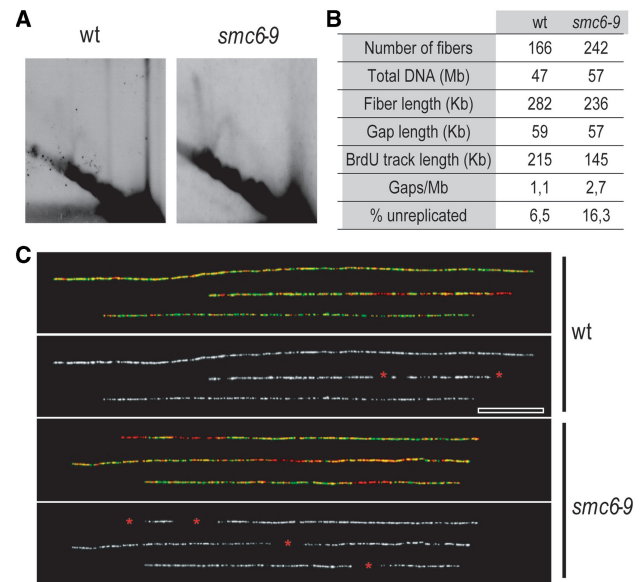 A
wt
smc6-9
B
wt smc6-9
Number of fibers 166 242
Total DNA (Mb) 47 57
Fiber length (Kb) 282 236
Gap length (Kb) 59 57
BrdU track length (Kb) 215 145
Gaps/Mb 1,1 2,7
% unreplicated 6,5 16,3
C
wt
* *
smc6-9
* *
*
*